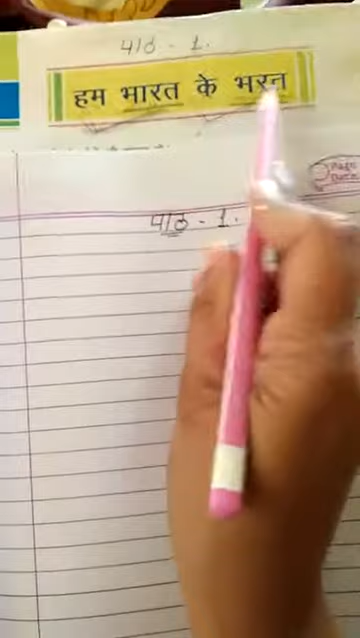 पाठ - 1.
हम भारत के भरत
Page
Date
पाठ - 1.